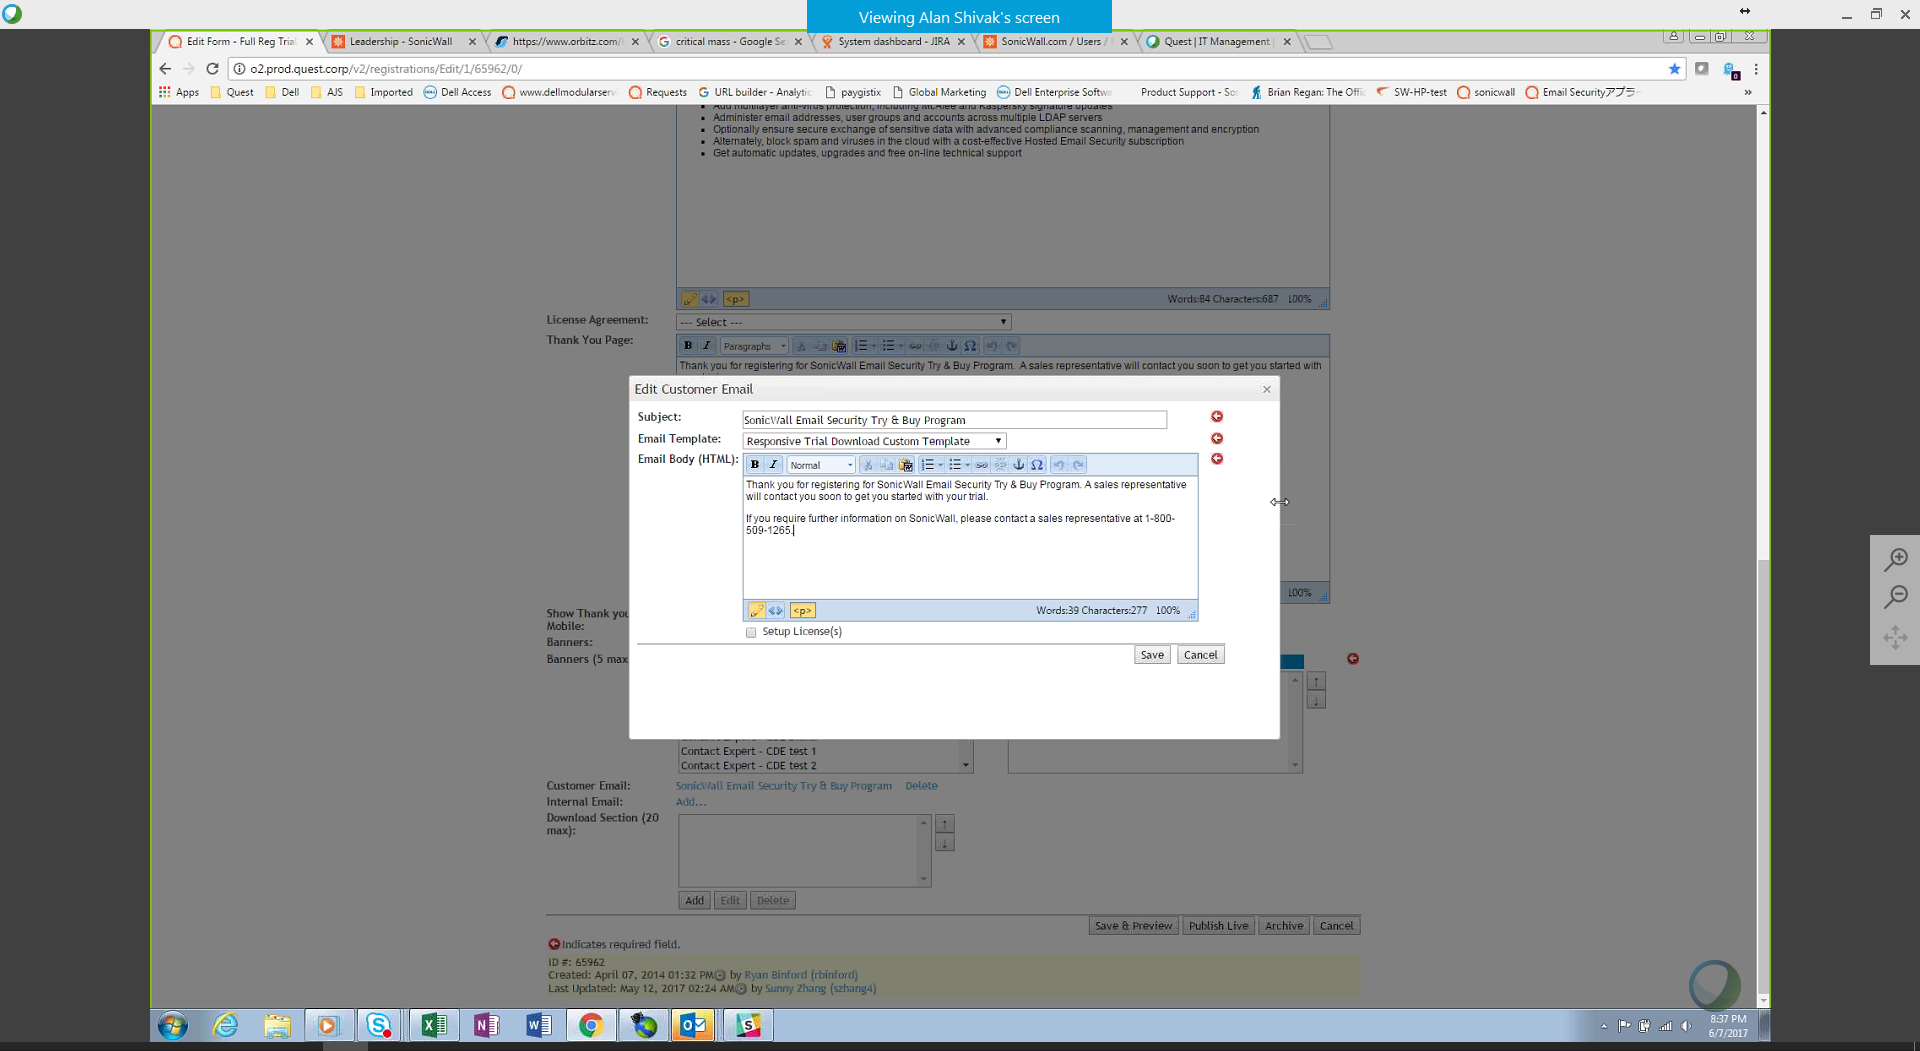 Viewing Alan Shivak's screen
Edit Form - Full Reg Trial
Leadership - SonicWall
https://www.orbitz.com/
critical mass - Google Se
System dashboard - JIRA
SonicWall.com / Users /
Quest | IT Management
o2.prod.quest.corp/v2/registrations/Edit/1/65962/0/
Apps Quest Dell AJS Imported Dell Access www.dellmodularserv Requests URL builder - Analytic paygistix Global Marketing Dell Enterprise Softw Product Support - So Brian Regan: The Offi SW-HP-test sonicwall Email Securityアプラ »
Add multilayer anti-virus protection, including McAfee and Kaspersky signature updates
Administer email addresses, user groups and accounts across multiple LDAP servers
Optionally ensure secure exchange of sensitive data with advanced compliance scanning, management and encryption
Alternately, block spam and viruses in the cloud with a cost-effective Hosted Email Security subscription
Get automatic updates, upgrades and free on-line technical support
<p> Words:84 Characters:687 100%
License Agreement: --- Select ---
Thank You Page: B I Paragraphs
Thank you for registering for SonicWall Email Security Try & Buy Program. A sales representative will contact you soon to get you started with
Edit Customer Email
Subject: SonicWall Email Security Try & Buy Program
Email Template: Responsive Trial Download Custom Template
Email Body (HTML): B I Normal
Thank you for registering for SonicWall Email Security Try & Buy Program. A sales representative
will contact you soon to get you started with your trial.
If you require further information on SonicWall, please contact a sales representative at 1-800-
509-1265.
100%
<p> Words:39 Characters:277 100%
Setup License(s)
Save Cancel
Show Thank you
Mobile:
Banners:
Banners (5 max
Contact Expert - CDE test 1
Contact Expert - CDE test 2
Customer Email: SonicWall Email Security Try & Buy Program Delete
Internal Email: Add...
Download Section (20
max):
Add Edit Delete
Save & Preview Publish Live Archive Cancel
Indicates required field.
ID #: 65962
Created: April 07, 2014 01:32 PM by Ryan Binford (rbinford)
Last Updated: May 12, 2017 02:24 AM by Sunny Zhang (szhang4)
8:37 PM
6/7/2017